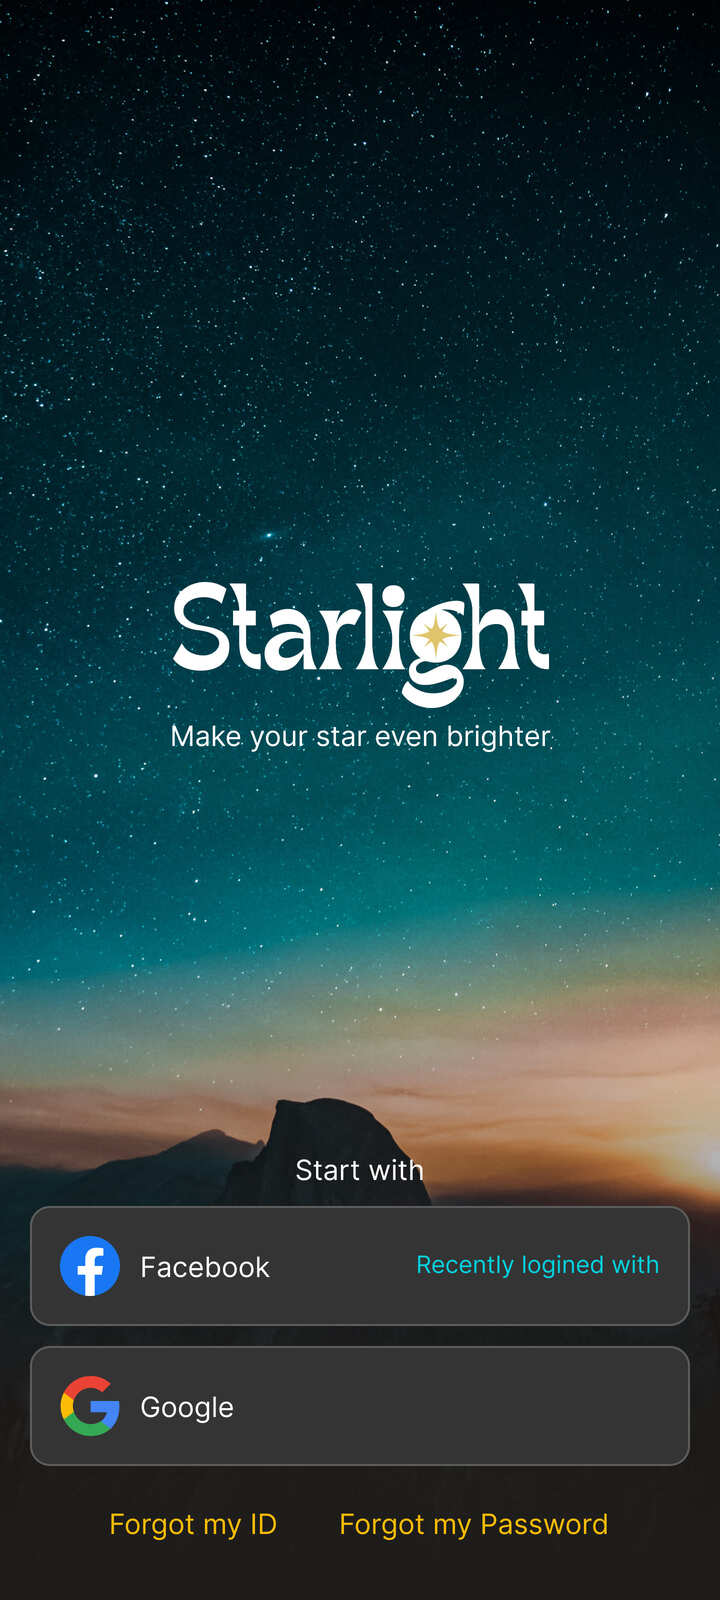 Starlight
Make your star even brighter
Start with
Facebook
Recently logined with
Google
Forgot my ID
Forgot my Password